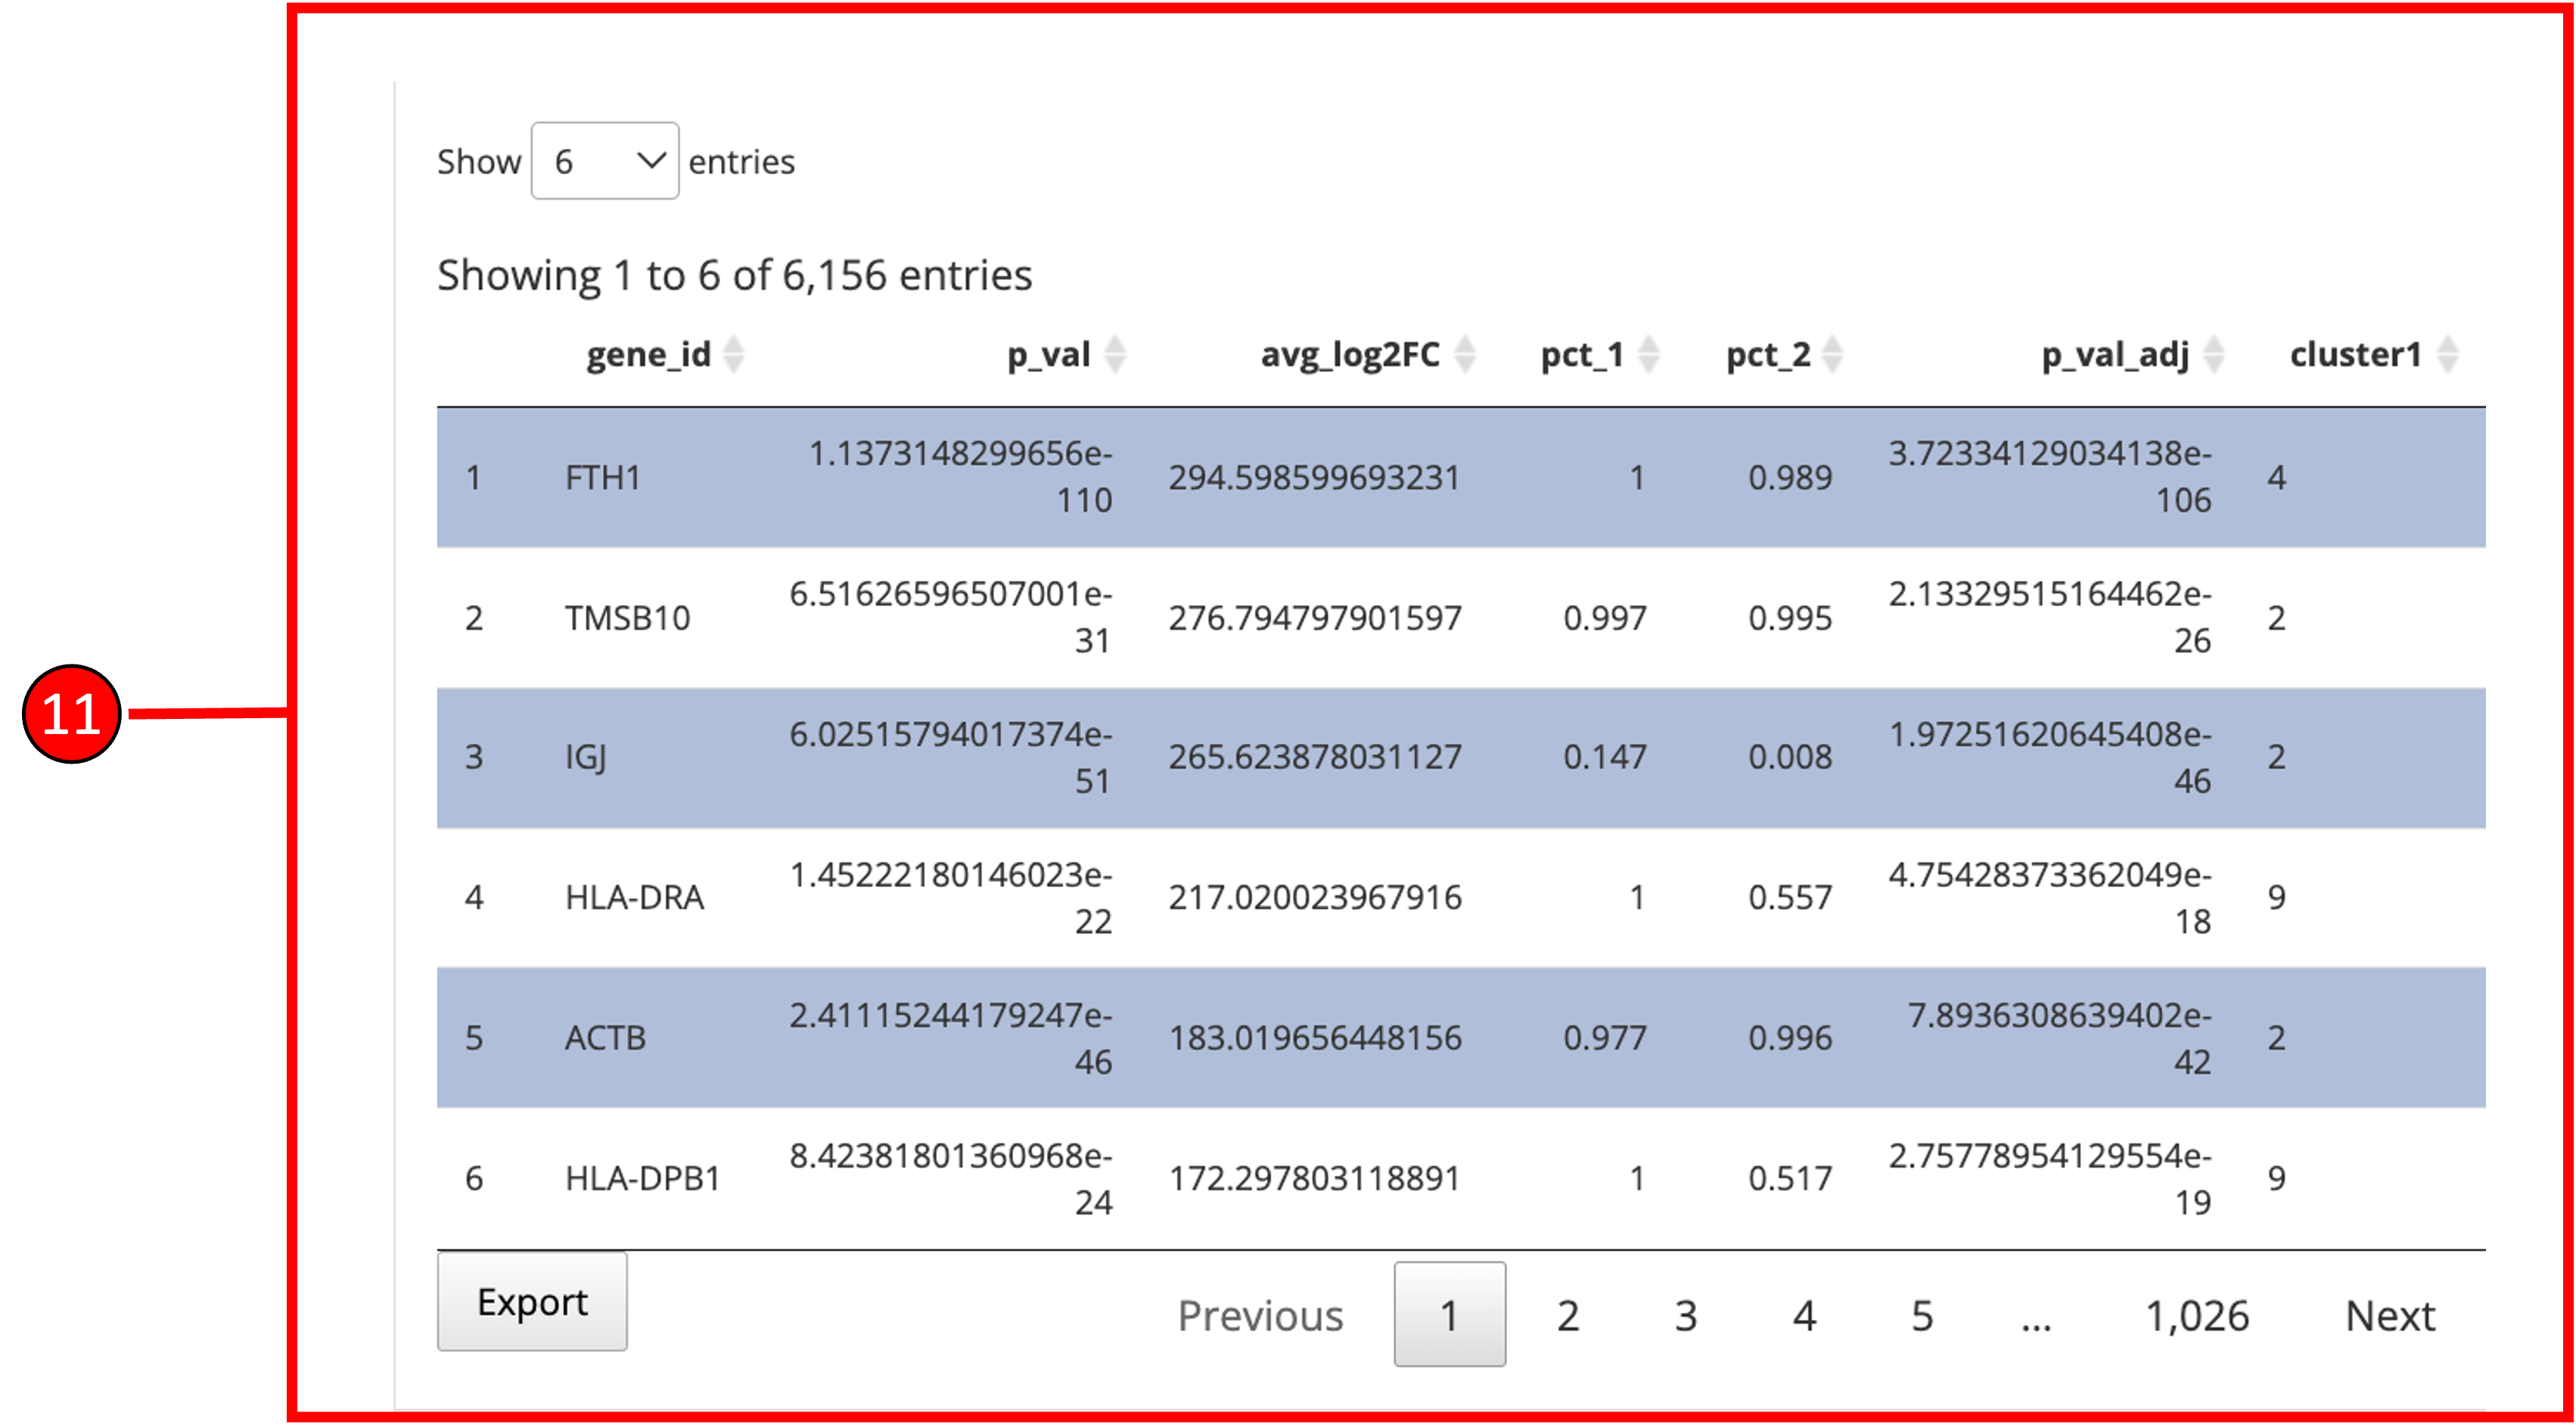 Show 6 entries
Showing 1 to 6 of 6,156 entries
gene_id p_val avg_log2FC pct_1 pct_2 p_val_adj cluster1
1 FTH1 1.1373148299656e-110 294.598599693231 1 0.989 3.72334129034138e-106 4
2 TMSB10 6.51626596507001e-31 276.794797901597 0.997 0.995 2.13329515164462e-26 2
11
3 IGJ 6.02515794017374e-51 265.623878031127 0.147 0.008 1.97251620645408e-46 2
4 HLA-DRA 1.45222180146023e-22 217.020023967916 1 0.557 4.75428373362049e-18 9
5 ACTB 2.41115244179247e-46 183.019656448156 0.977 0.996 7.8936308639402e-42 2
6 HLA-DPB1 8.42381801360968e-24 172.297803118891 1 0.517 2.75778954129554e-19 9
Export Previous 1 2 3 4 5 ... 1,026 Next